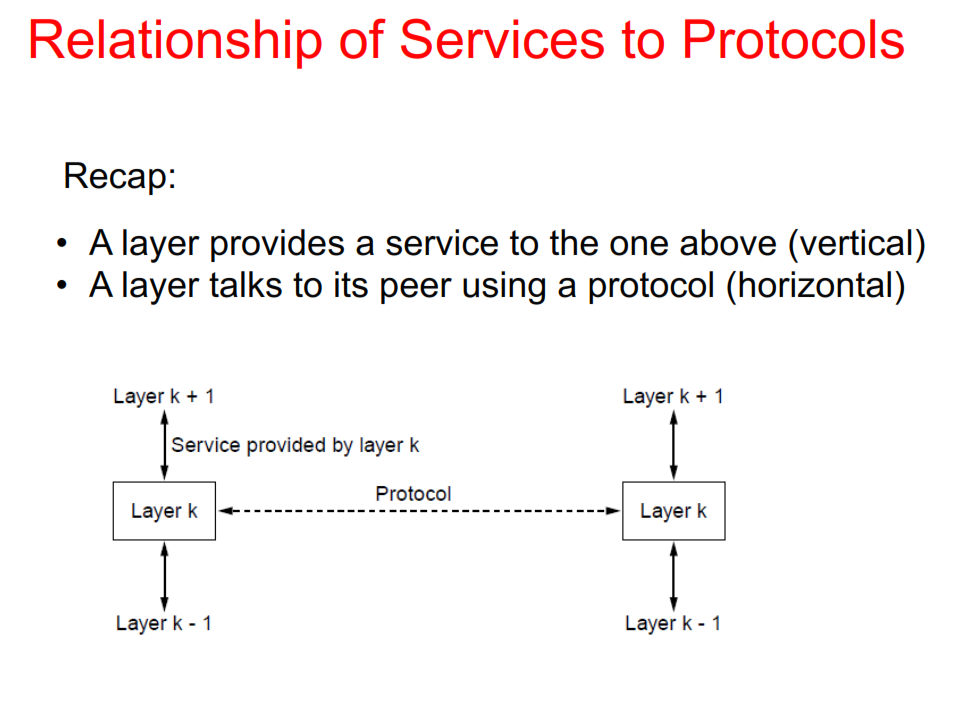 Relationship of Services to Protocols
Recap:
• A layer provides a service to the one above (vertical)
• A layer talks to its peer using a protocol (horizontal)
Layer k + 1
Layer k + 1
Service provided by layer k
Protocol
Layer k
Layer k
Layer k - 1
Layer k - 1